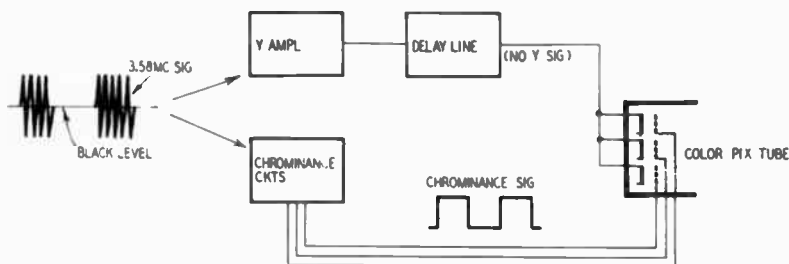 3.58MC SIG
BLACK LEVEL
Y AMPL
DELAY LINE
(NO Y SIG)
CHROMINANCE
CKTS
CHROMINANCE SIG
COLOR PIX TUBE